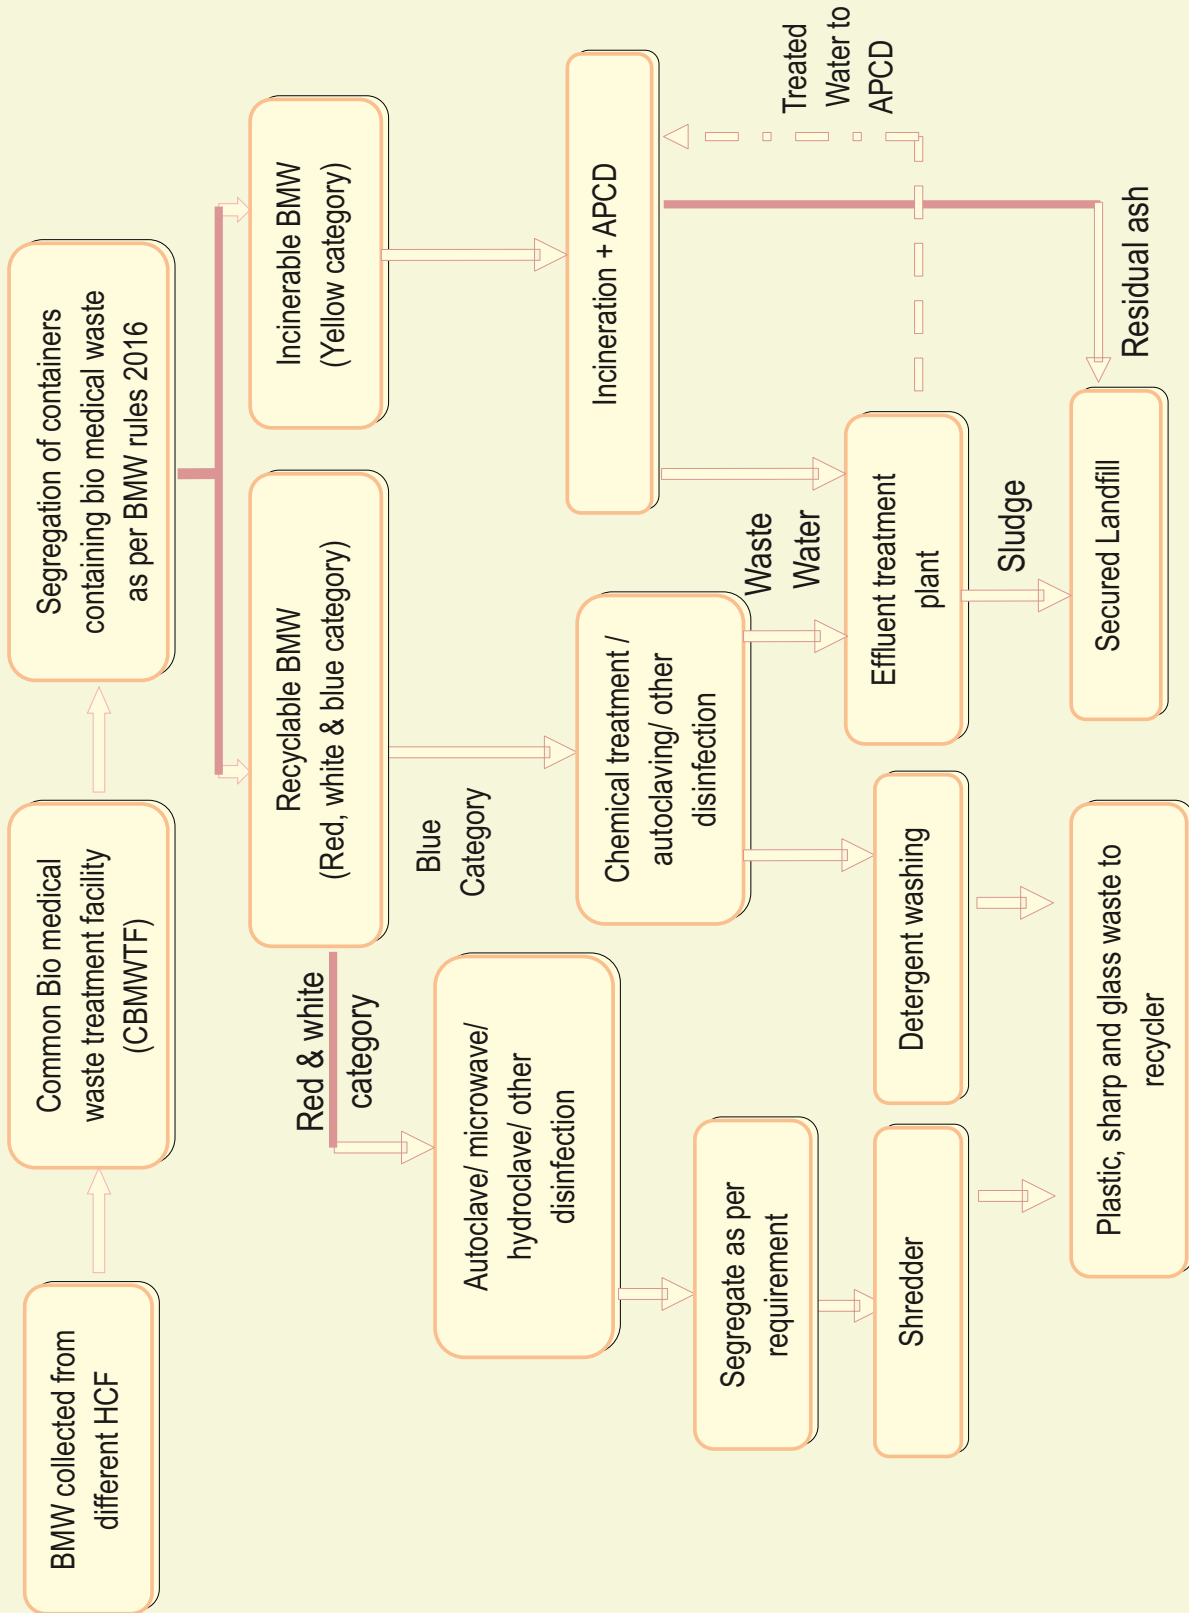 BMW collected from
different HCF
Common Bio medical
waste treatment facility
(CBMWTF)
Segregation of containers
containing bio medical waste
as per BMW rules 2016
Recyclable BMW
(Red, white & blue category)
Incinerable BMW
(Yellow category)
Red & white
category
Blue
Category
Autoclave/ microwave/
hydroclave/ other
disinfection
Chemical treatment /
autoclaving/ other
disinfection
Incineration + APCD
Segregate as per
requirement
Waste
Water
Treated
Water to
APCD
Shredder
Detergent washing
Effluent treatment
plant
Sludge
Residual ash
Plastic, sharp and glass waste to
recycler
Secured Landfill